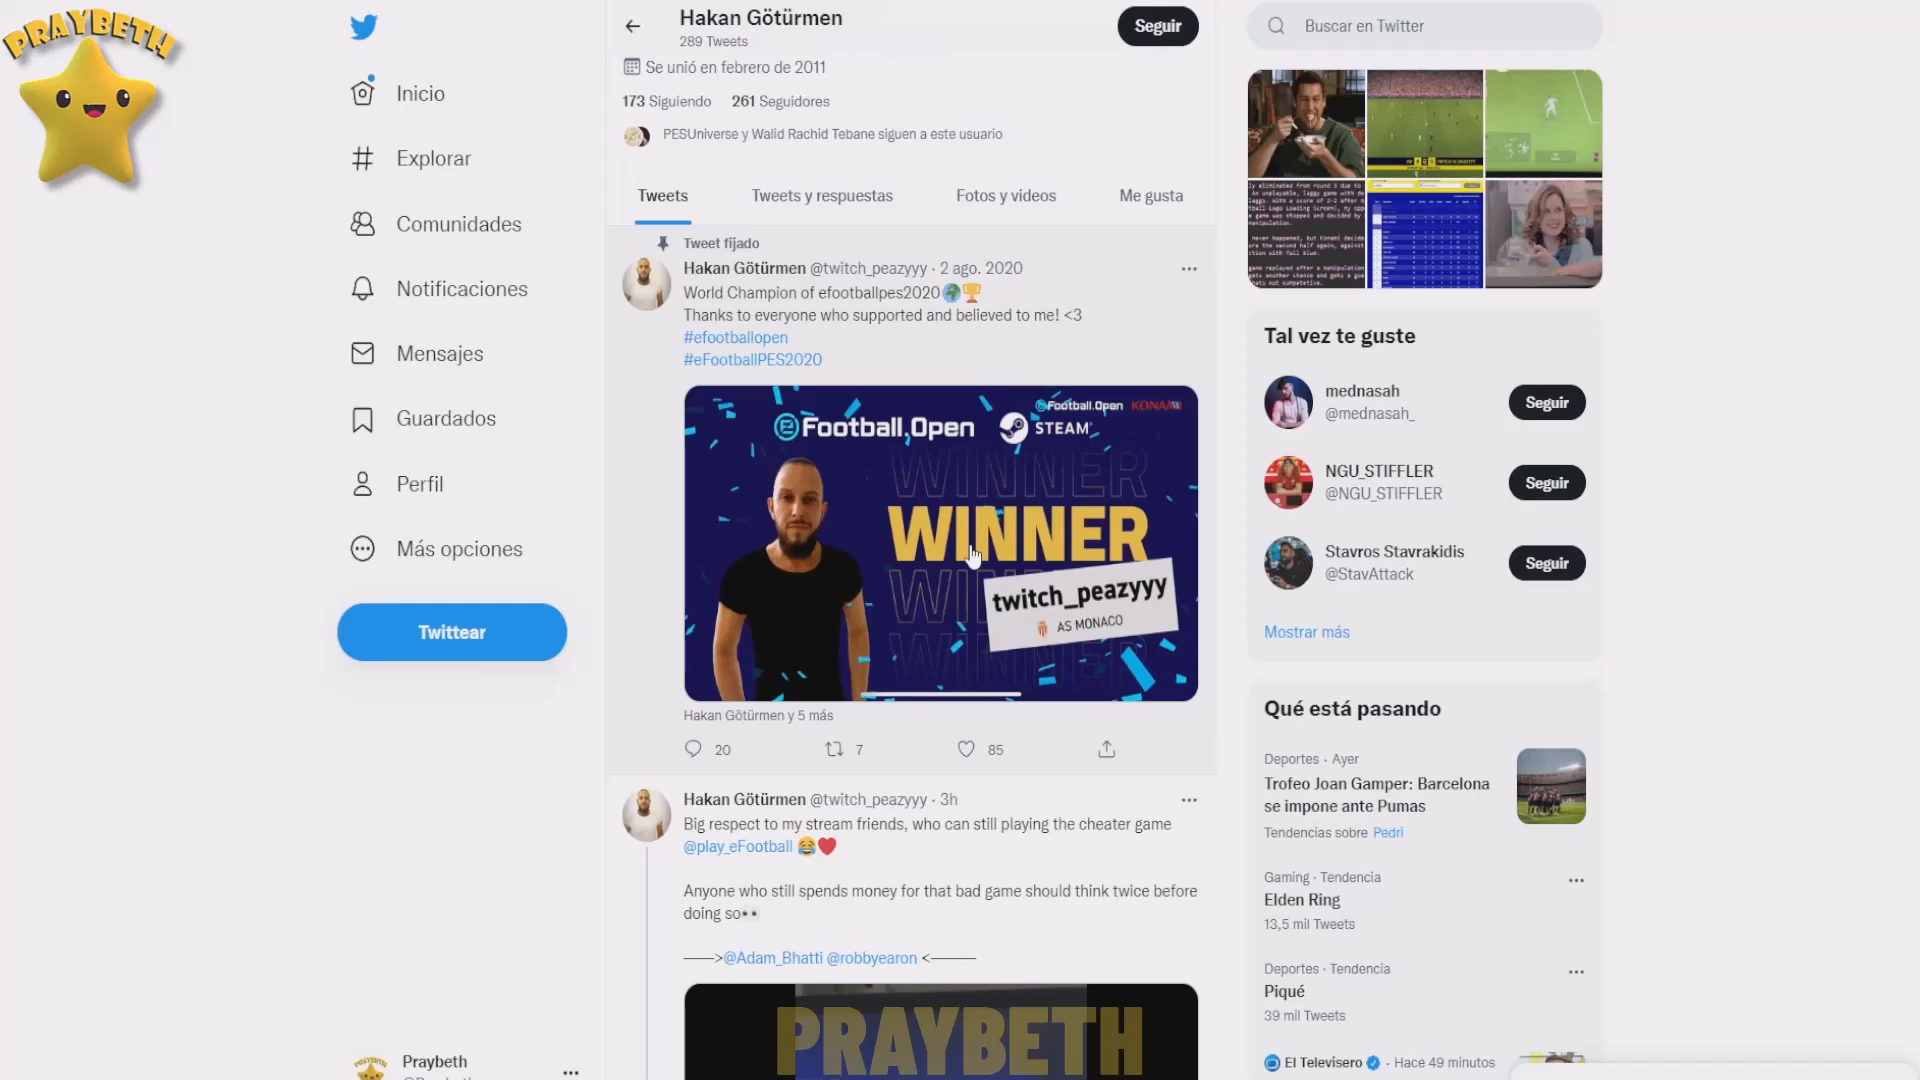 PRAYBETH
Inicio
Explorar
Comunidades
Notificaciones
Mensajes
Guardados
Perfil
Más opciones
Twittear
Praybeth
Hakan Götürmen
289 Tweets
Seguir
Se unió en febrero de 2011
173 Siguiendo 261 Seguidores
PESUniverse y Walid Rachid Tebane siguen a este usuario
Tweets Tweets y respuestas Fotos y videos Me gusta
Tweet fijado
Hakan Götürmen @twitch_peazyyy · 2 ago. 2020
World Champion of efootballpes2020🌍🏆
Thanks to everyone who supported and believed to me! <3
#efootballopen
#eFootballPES2020
eFootball.Open KONAMI
eFootball.Open STEAM
WINNER
WINNER
WINNER
WINNER
twitch_peazyyy
AS MONACO
Hakan Götürmen y 5 más
20 7 85
Hakan Götürmen @twitch_peazyyy · 3h
Big respect to my stream friends, who can still playing the cheater game
@play_eFootball 😂❤️
Anyone who still spends money for that bad game should think twice before
doing so👀
——>@Adam_Bhatti @robbyearon <———
PRAYBETH
Buscar en Twitter
Tal vez te guste
mednasah
@mednasah_
Seguir
NGU_STIFFLER
@NGU_STIFFLER
Seguir
Stavros Stavrakidis
@StavAttack
Seguir
Mostrar más
Qué está pasando
Deportes · Ayer
Trofeo Joan Gamper: Barcelona
se impone ante Pumas
Tendencias sobre Pedri
Gaming · Tendencia
Elden Ring
13,5 mil Tweets
Deportes · Tendencia
Piqué
39 mil Tweets
El Televisero · Hace 49 minutos